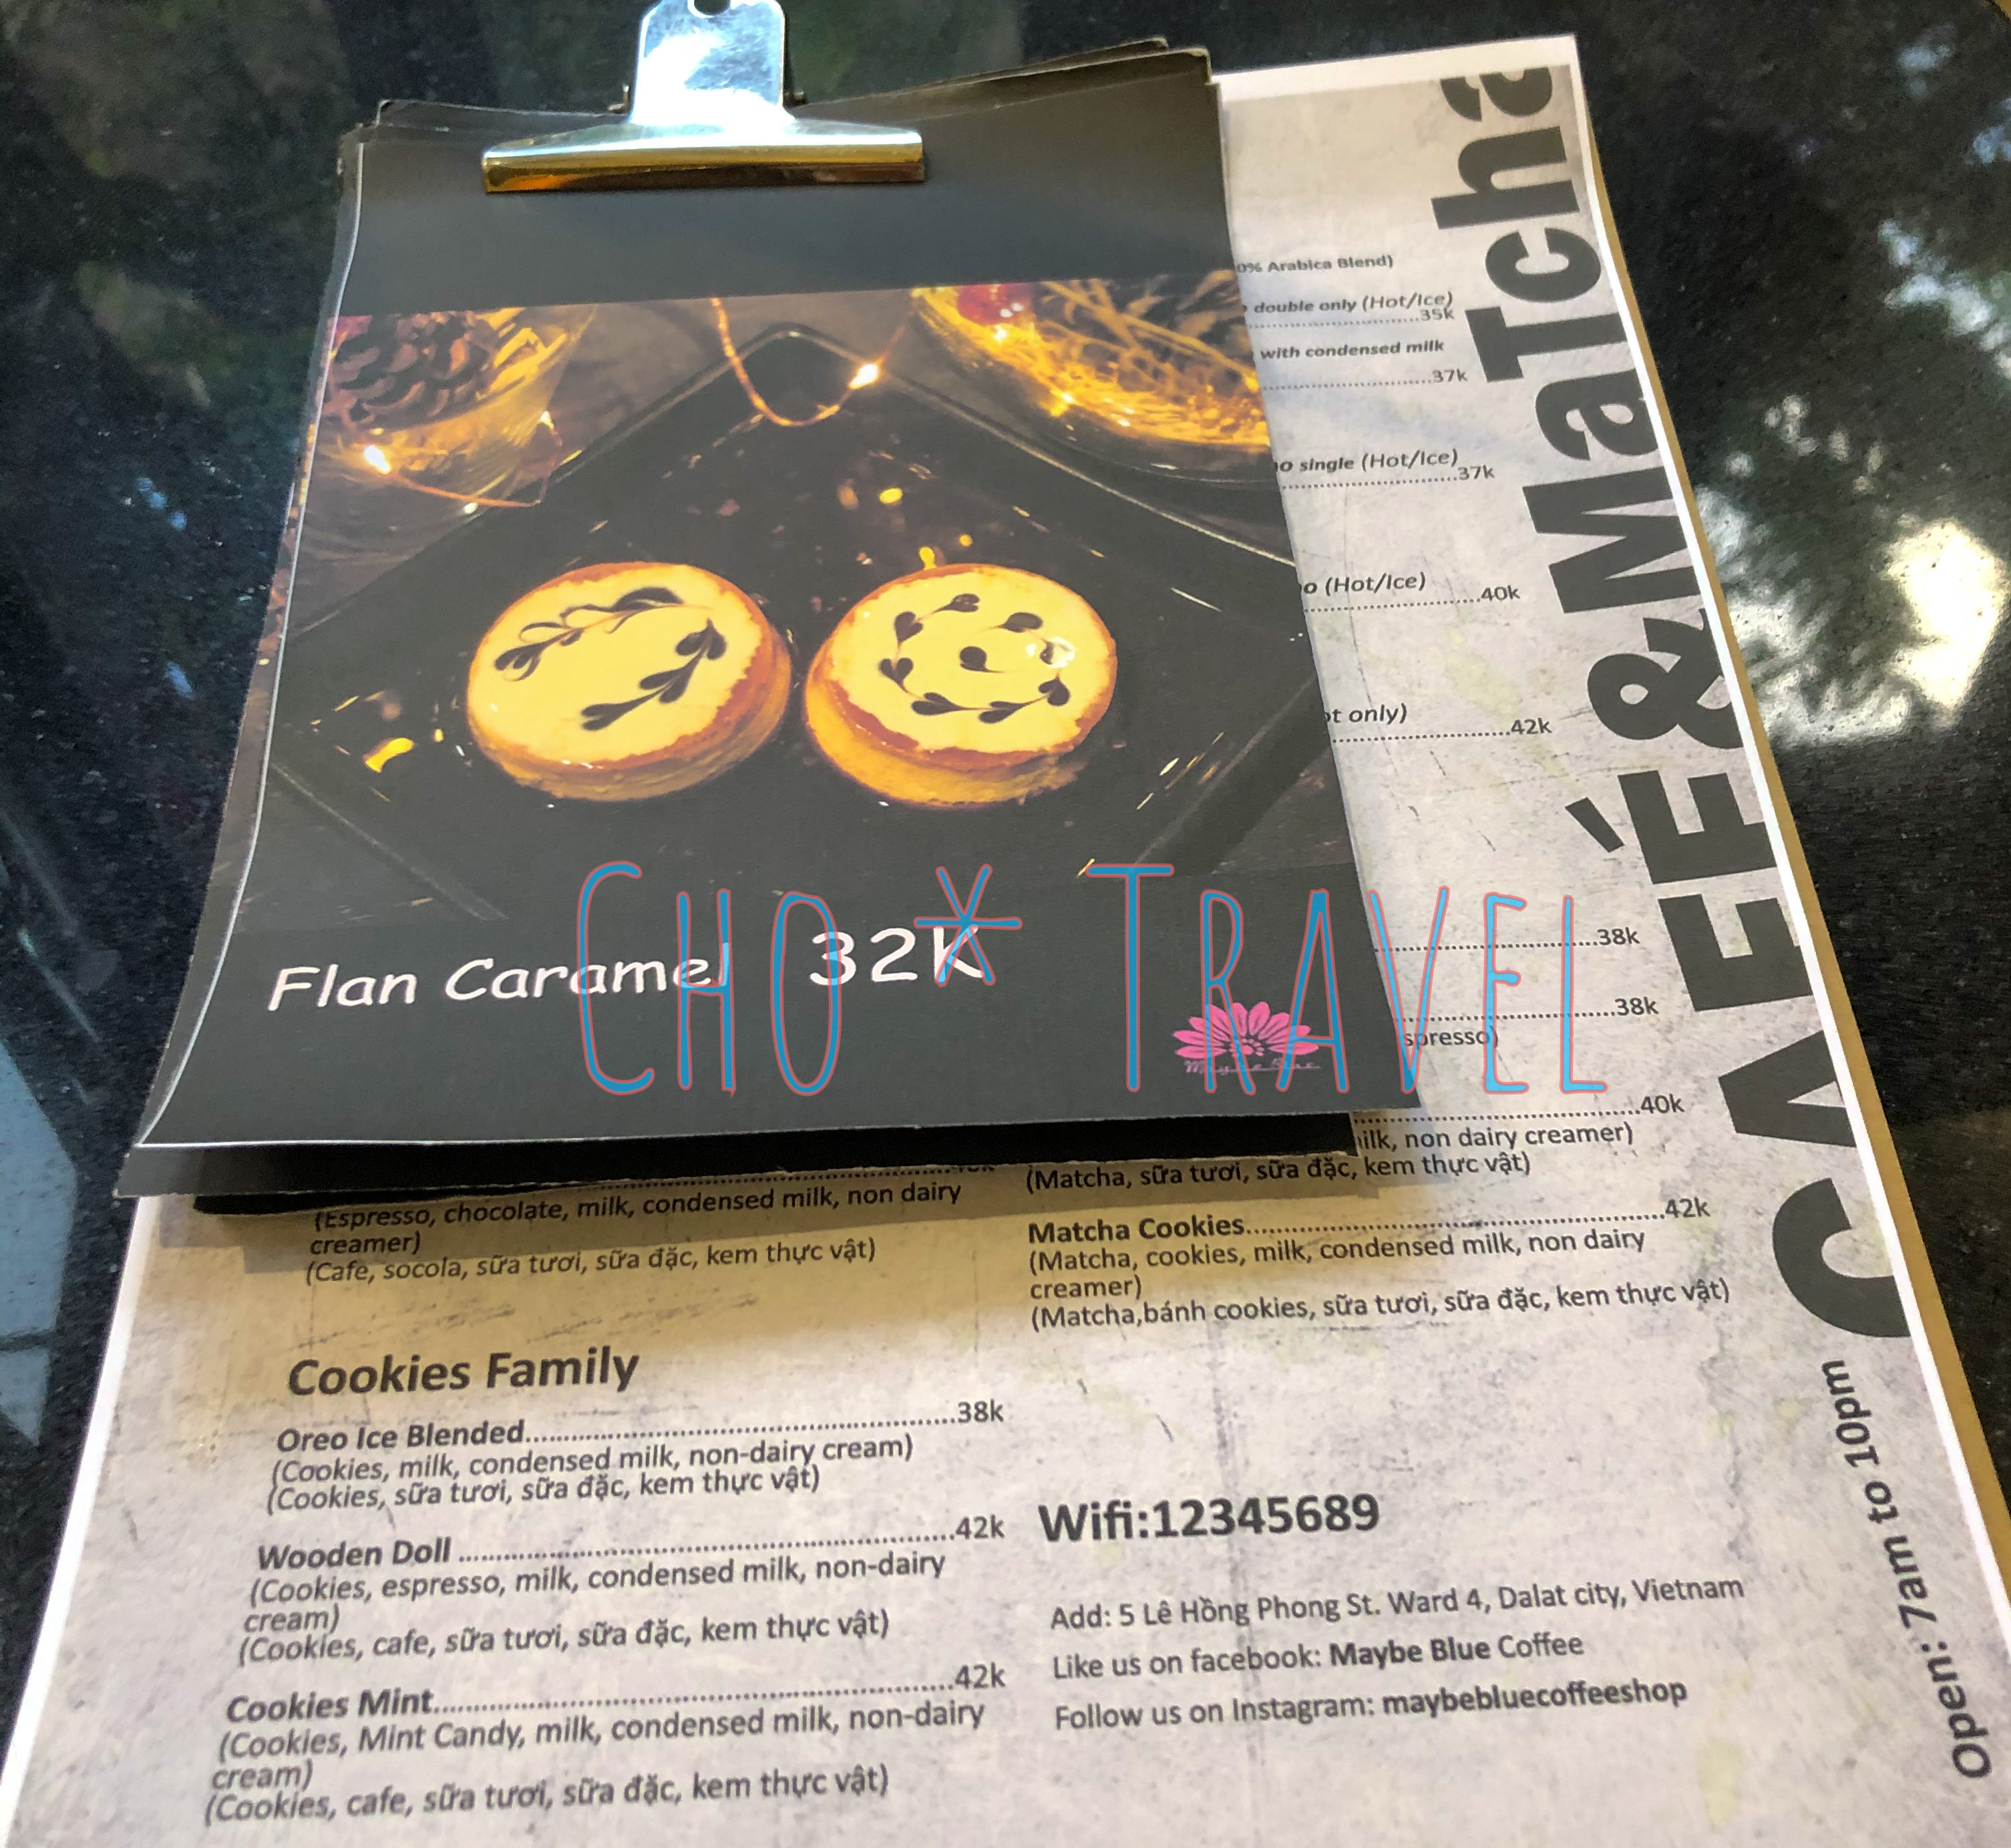 Flan Caramel 32K
Maybe Blue
CHO * TRAVEL
0% Arabica Blend)
double only (Hot/Ice)
35k
with condensed milk
37k
o single (Hot/Ice)
37k
o (Hot/Ice)
40k
t only)
42k
38k
38k
spresso)
40k
ilk, non dairy creamer)
(Matcha, sữa tươi, sữa đặc, kem thực vật)
Matcha Cookies 42k
(Matcha, cookies, milk, condensed milk, non dairy
creamer)
(Matcha,bánh cookies, sữa tươi, sữa đặc, kem thực vật)
(Espresso, chocolate, milk, condensed milk, non dairy
creamer)
(Cafe, socola, sữa tươi, sữa đặc, kem thực vật)
Cookies Family
Oreo Ice Blended 38k
(Cookies, milk, condensed milk, non-dairy cream)
(Cookies, sữa tươi, sữa đặc, kem thực vật)
Wooden Doll 42k
(Cookies, espresso, milk, condensed milk, non-dairy
cream)
(Cookies, cafe, sữa tươi, sữa đặc, kem thực vật)
Cookies Mint 42k
(Cookies, Mint Candy, milk, condensed milk, non-dairy
cream)
(Cookies, cafe, sữa tươi, sữa đặc, kem thực vật)
Wifi:12345689
Add: 5 Lê Hồng Phong St. Ward 4, Dalat city, Vietnam
Like us on facebook: Maybe Blue Coffee
Follow us on Instagram: maybebluecoffeeshop
CAFÉ & MaTcha
Open: 7am to 10pm